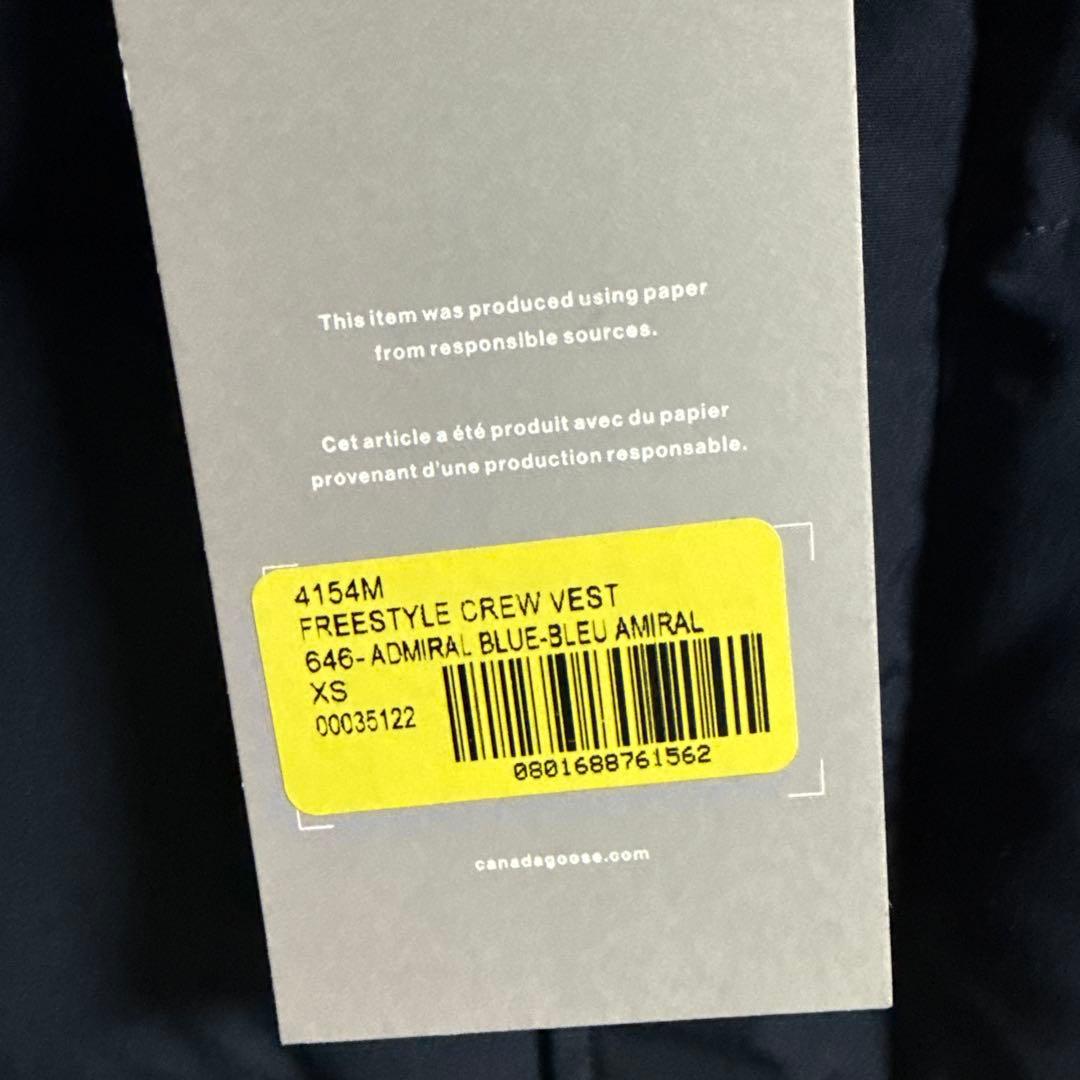 This item was produced using paper
from responsible sources.
Cet article a été produit avec du papier
provenant d'une production responsable.
4154M
FREESTYLE CREW VEST
646-ADMIRAL BLUE-BLEU AMIRAL
XS
00035122
0801688761562
canadagoose.com